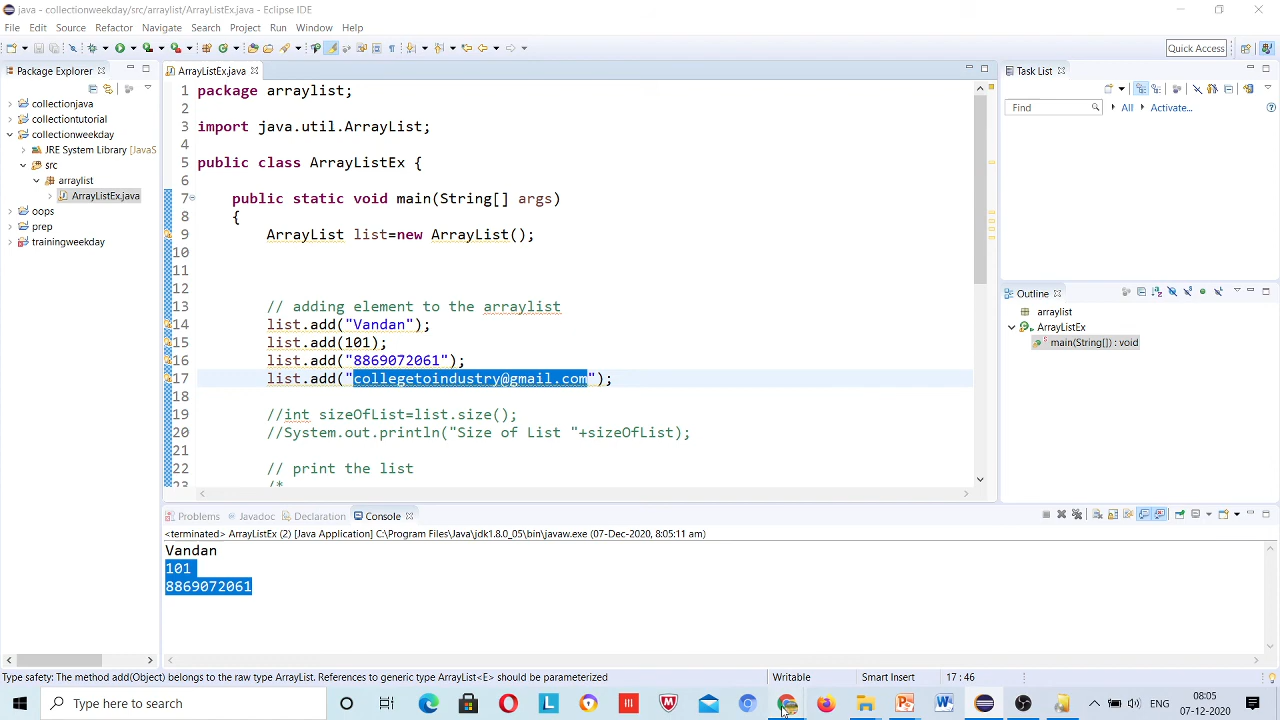 java - collectionweekday/src/arraylist/ArrayListEx.java - Eclipse IDE
File Edit Source Refactor Navigate Search Project Run Window Help
Quick Access
Package Explorer
collectionjava
collectiontutorial
collectionweekday
JRE System Library [JavaS
src
arraylist
ArrayListEx.java
oops
prep
trainingweekday
ArrayListEx.java
1 package arraylist;
2
3 import java.util.ArrayList;
4
5 public class ArrayListEx {
6
7 public static void main(String[] args)
8 {
9 ArrayList list=new ArrayList();
10
11
12
13 // adding element to the arraylist
14 list.add("Vandan");
15 list.add(101);
16 list.add("8869072061");
17 list.add("collegetoindustry@gmail.com");
18
19 //int sizeOfList=list.size();
20 //System.out.println("Size of List "+sizeOfList);
21
22 // print the list
23 /*
Task List
Find All Activate...
Outline
arraylist
ArrayListEx
main(String[]) : void
Problems Javadoc Declaration Console
<terminated> ArrayListEx (2) [Java Application] C:\Program Files\Java\jdk1.8.0_05\bin\javaw.exe (07-Dec-2020, 8:05:11 am)
Vandan
101
8869072061
Type safety: The method add(Object) belongs to the raw type ArrayList. References to generic type ArrayList<E> should be parameterized
Writable
Smart Insert
17 : 46
Type here to search
ENG
08:05
07-12-2020